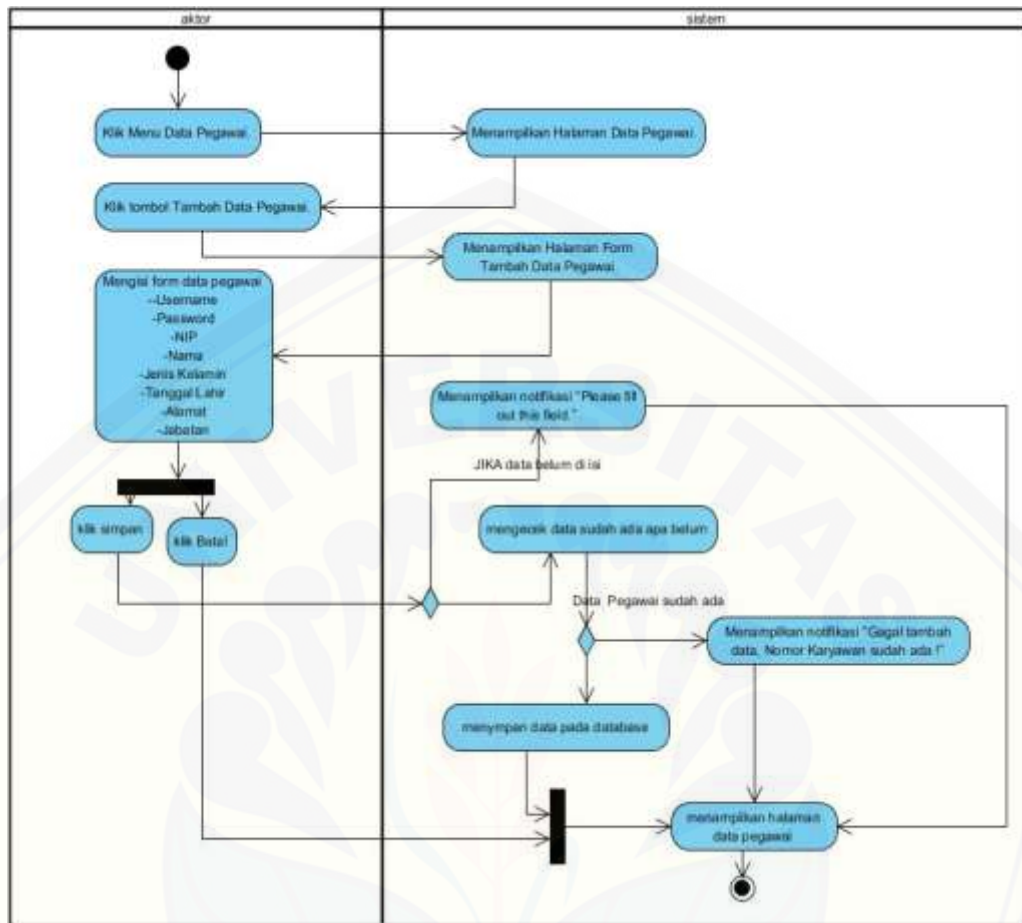 aktor
sistem
Klik Menu Data Pegawai.
Menampilkan Halaman Data Pegawai.
Klik tombol Tambah Data Pegawai.
Menampilkan Halaman Form
Tambah Data Pegawai.
Mengisi form data pegawai
--Username
-Password
-NIP
-Nama
-Jenis Kelamin
-Tanggal Lahir
-Alamat
-Jabatan
Menampilkan notifikasi "Please fill
out this field."
JIKA data belum di isi
klik simpan
klik Batal
mengecek data sudah ada apa belum
Data Pegawai sudah ada
Menampilkan notifikasi "Gagal tambah
data, Nomor Karyawan sudah ada !"
menympan data pada database
menampilkan halaman
data pegawai
UNIVERSITAS